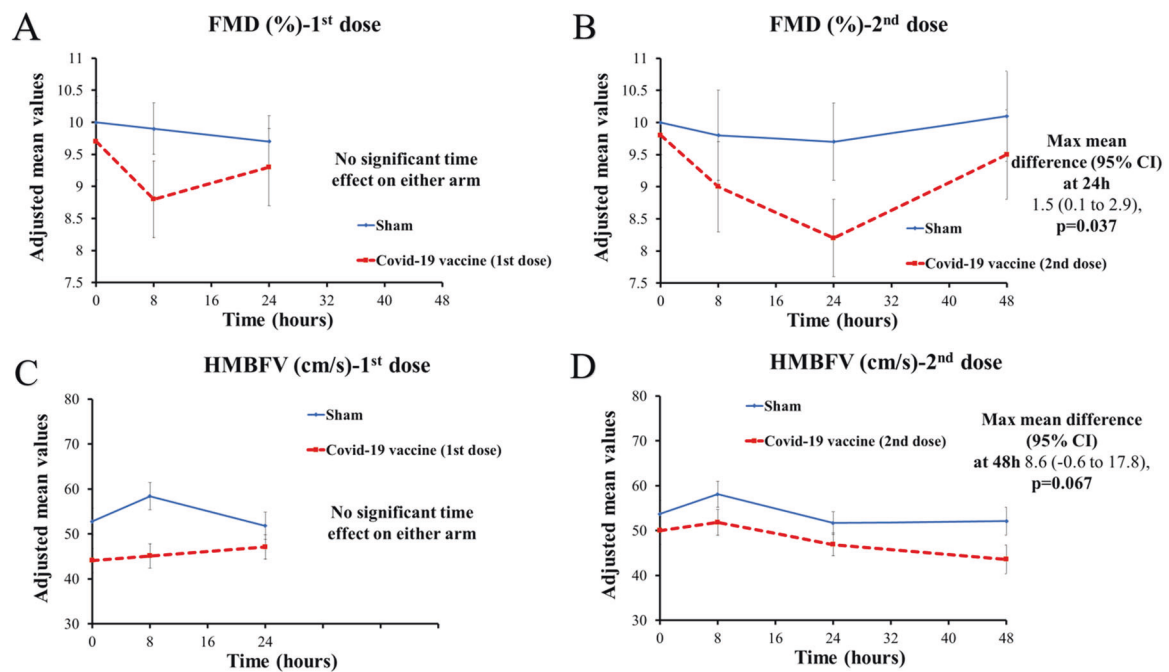 A
FMD (%)-1st dose
Adjusted mean values
11
10.5
10
9.5
9
8.5
8
7.5
No significant time
effect on either arm
Sham
Covid-19 vaccine (1st dose)
0 8 16 24 32 40 48
Time (hours)
B
FMD (%)-2nd dose
Adjusted mean values
11
10.5
10
9.5
9
8.5
8
7.5
Max mean
difference (95% CI)
at 24h
1.5 (0.1 to 2.9),
p=0.037
Sham
Covid-19 vaccine (2nd dose)
0 8 16 24 32 40 48
Time (hours)
C
HMBFV (cm/s)-1st dose
Adjusted mean values
80
70
60
50
40
30
Sham
Covid-19 vaccine (1st dose)
No significant time
effect on either arm
0 8 24
Time (hours)
D
HMBFV (cm/s)-2nd dose
Adjusted mean values
80
70
60
50
40
30
Sham
Covid-19 vaccine (2nd dose)
Max mean difference
(95% CI)
at 48h 8.6 (-0.6 to 17.8),
p=0.067
0 8 16 24 32 40 48
Time (hours)